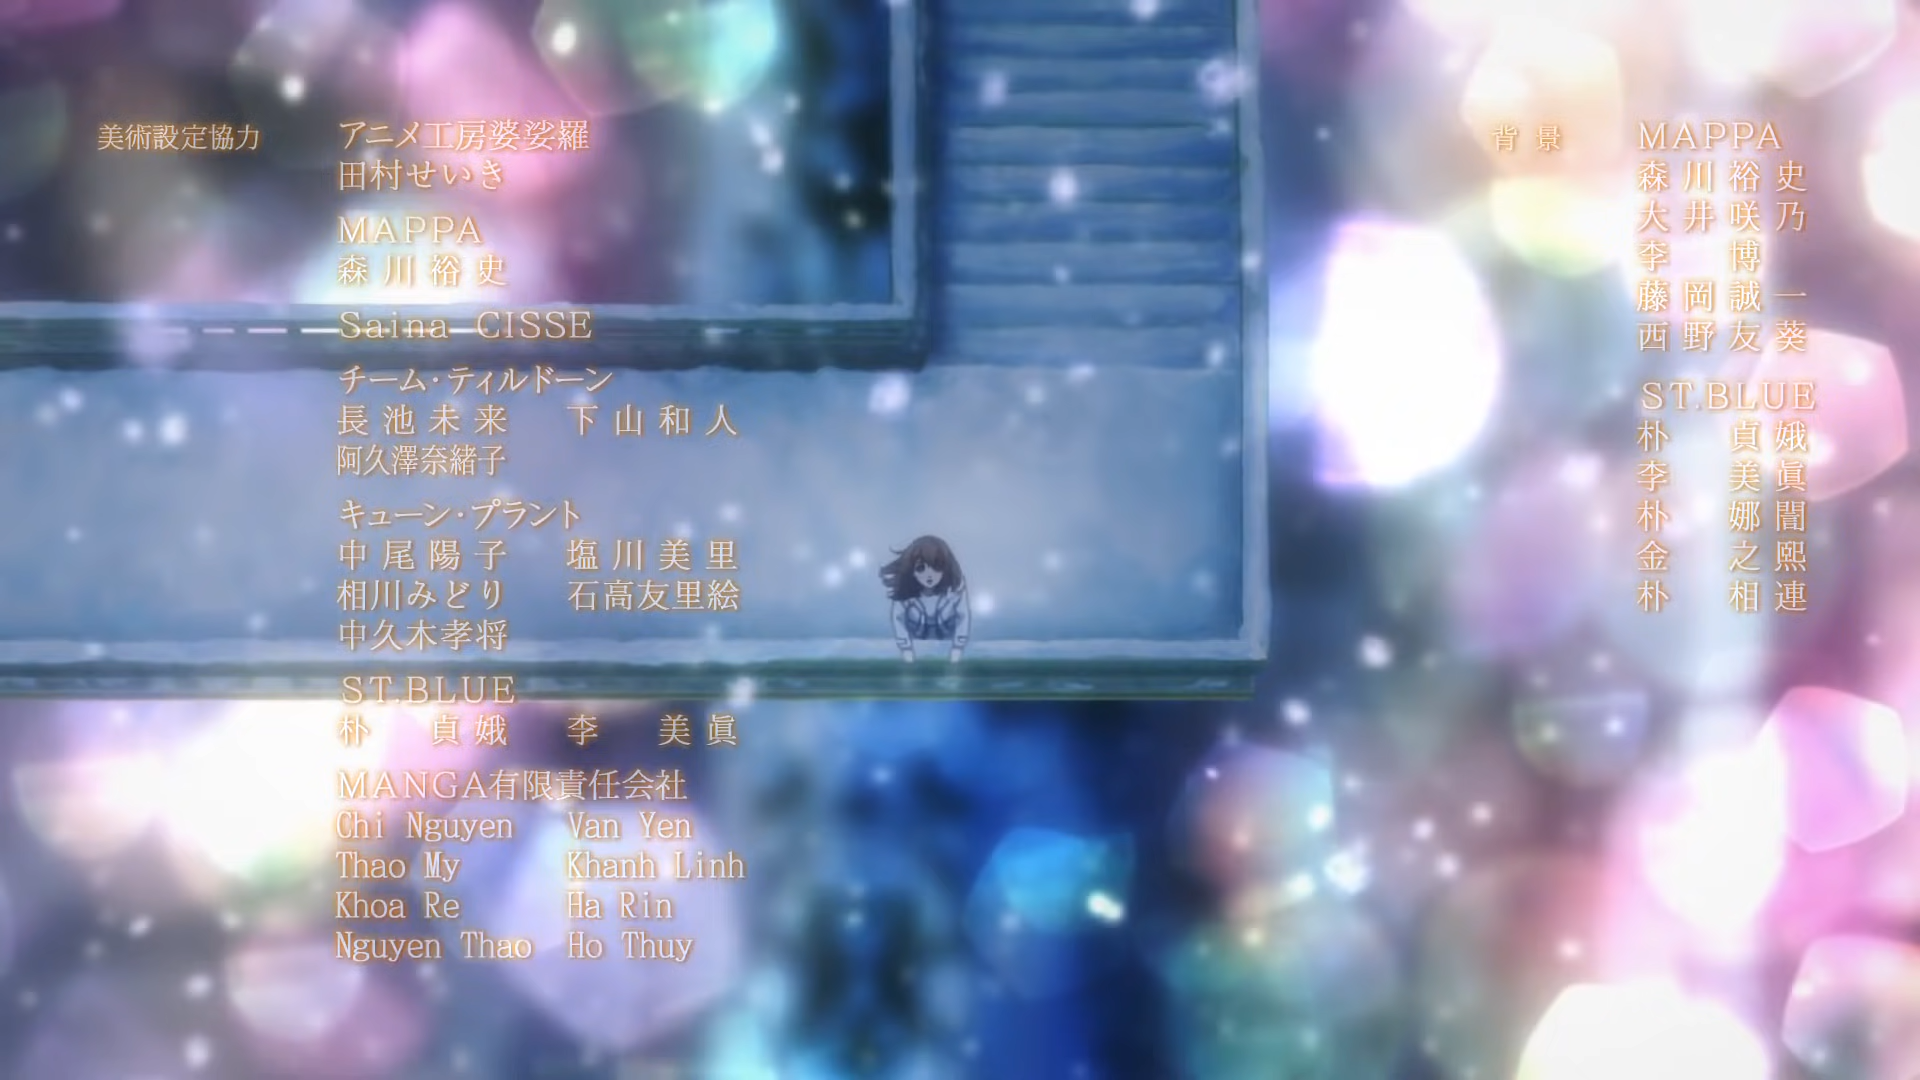 美術設定協力
アニメ工房婆娑羅
田村せいき
MAPPA
森川裕史
Saina CISSE
チーム・ティルドーン
長池未来 下山和人
阿久澤奈緒子
キューン・プラント
中尾陽子 塩川美里
相川みどり 石高友里絵
中久木孝将
ST.BLUE
朴貞娥 李美眞
MANGA有限責任会社
Chi Nguyen Van Yen
Thao My Khanh Linh
Khoa Re Ha Rin
Nguyen Thao Ho Thuy
背景
MAPPA
森川裕史
大井咲乃
李博
藤岡誠一
西野友葵
ST.BLUE
朴貞娥
李美眞
朴娜誾
金之熙
朴相連